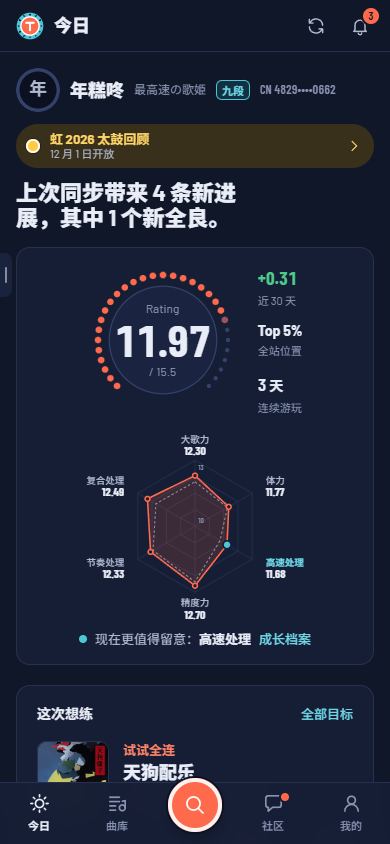 今日
3
年
年糕咚 最高速の歌姫 九段 CN 4829••••0662
虹 2026 太鼓回顾
12 月 1 日开放
上次同步带来 4 条新进
展，其中 1 个新全良。
Rating
11.97
/ 15.5
+0.31
近 30 天
Top 5%
全站位置
3 天
连续游玩
大歌力
12.30
13
10
复合处理
12.49
体力
11.77
节奏处理
12.33
高速处理
11.68
精度力
12.70
现在更值得留意：高速处理 成长档案
这次想练 全部目标
试试全连
天狗配乐
今日
曲库
社区
我的